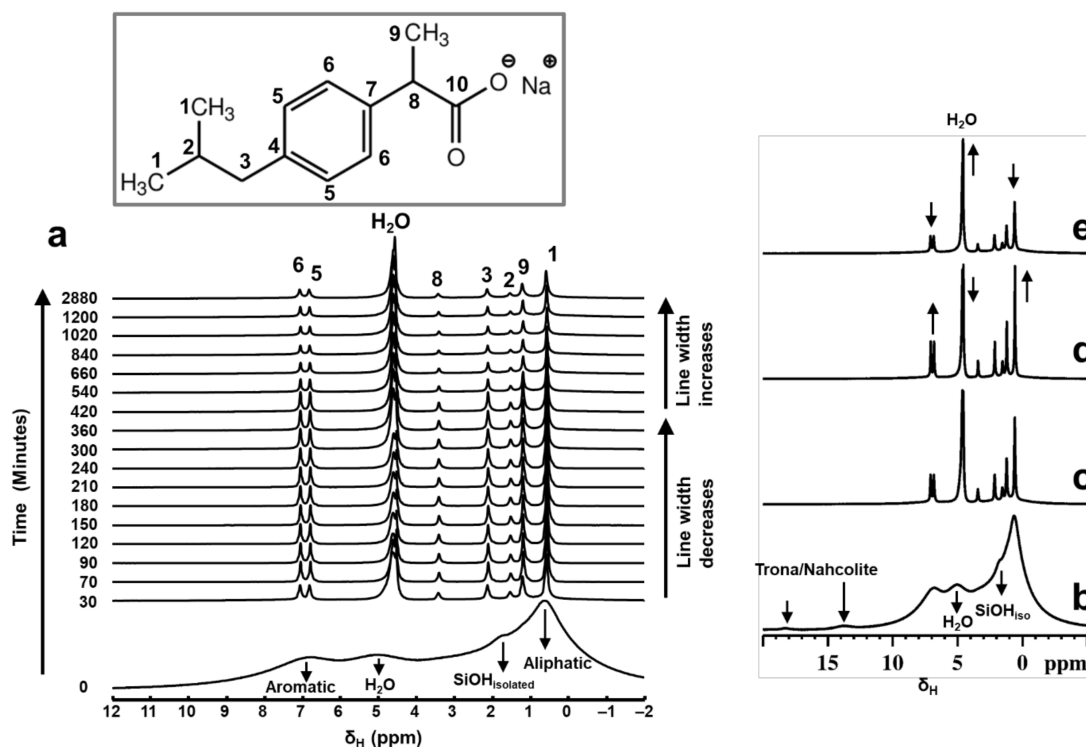 9 CH₃
6
10
O ⊖ Na ⊕
5
7
8
1CH₃
O
4
6
1
2
3
H₃C
5
a
H₂O
6 5
8
3 2 9 1
2880
1200
1020
840
660
540
420
360
300
240
210
180
150
120
90
70
30
0
Time (Minutes)
Line width
increases
Line width
decreases
Aromatic
H₂O
SiOHisolated
Aliphatic
12 11 10 9 8 7 6 5 4 3 2 1 0 –1 –2
δH (ppm)
H₂O
e
d
c
Trona/Nahcolite
b
H₂O
SiOHiso
15 10 5 0 ppm
δH